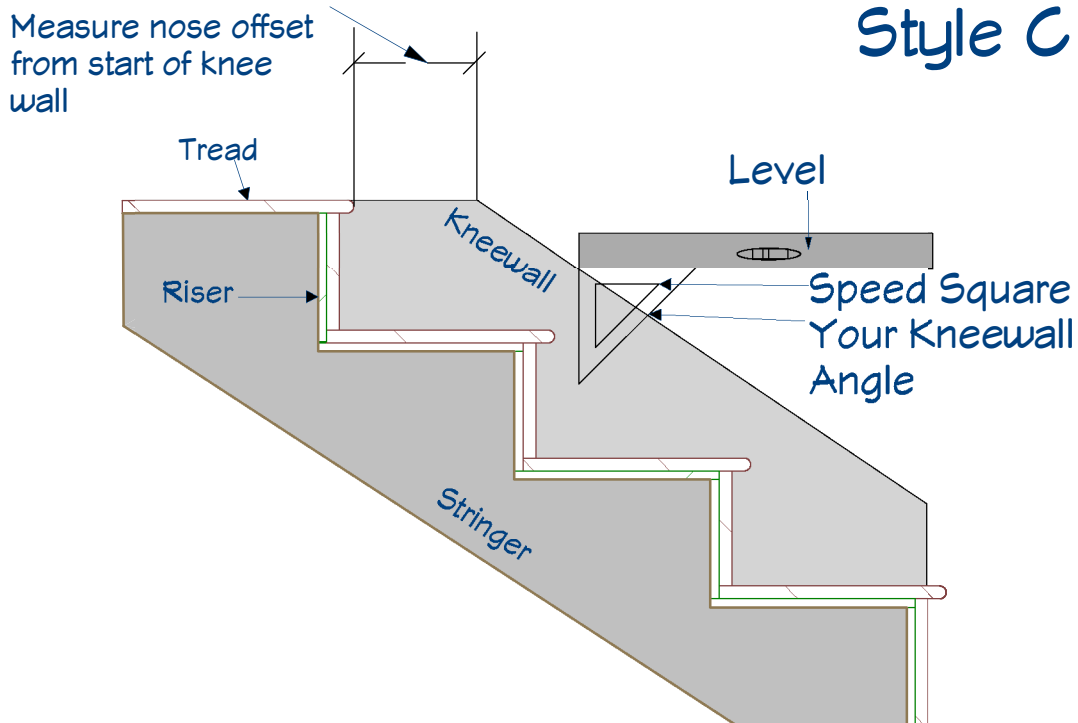 Measure nose offset
from start of knee
wall
Style C
Tread
Level
Kneewall
Riser
Speed Square
Your Kneewall
Angle
Stringer